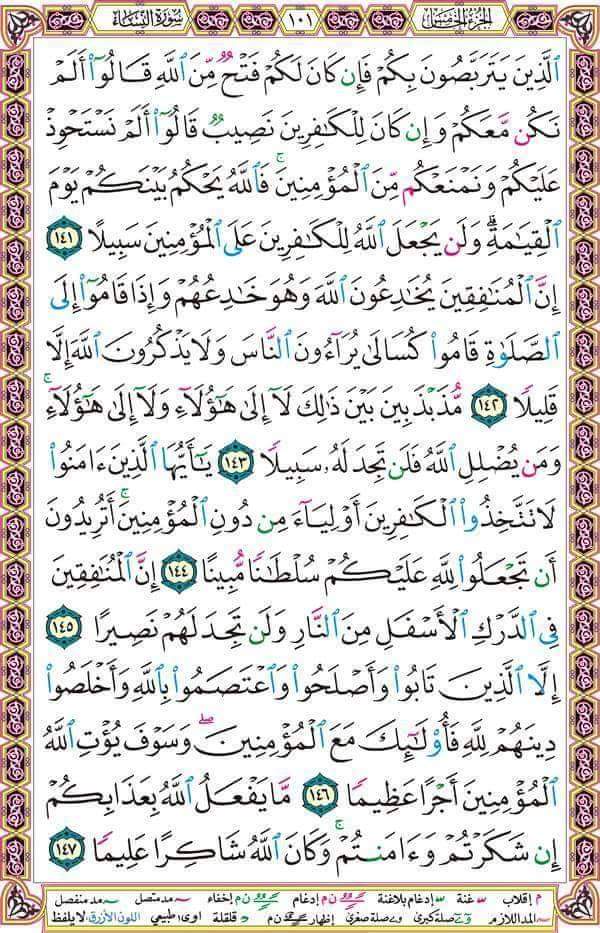 الجزء الخامس
١٠١
سورة النساء
ٱلَّذِينَ يَتَرَبَّصُونَ بِكُمْ فَإِن كَانَ لَكُمْ فَتْحٌ مِّنَ ٱللَّهِ قَالُوٓا۟ أَلَمْ
نَكُن مَّعَكُمْ وَإِن كَانَ لِلْكَٰفِرِينَ نَصِيبٌ قَالُوٓا۟ أَلَمْ نَسْتَحْوِذْ
عَلَيْكُمْ وَنَمْنَعْكُم مِّنَ ٱلْمُؤْمِنِينَ ۚ فَٱللَّهُ يَحْكُمُ بَيْنَكُمْ يَوْمَ
ٱلْقِيَٰمَةِ ۗ وَلَن يَجْعَلَ ٱللَّهُ لِلْكَٰفِرِينَ عَلَى ٱلْمُؤْمِنِينَ سَبِيلًا ١٤١
إِنَّ ٱلْمُنَٰفِقِينَ يُخَٰدِعُونَ ٱللَّهَ وَهُوَ خَٰدِعُهُمْ وَإِذَا قَامُوٓا۟ إِلَى
ٱلصَّلَوٰةِ قَامُوا۟ كُسَالَىٰ يُرَآءُونَ ٱلنَّاسَ وَلَا يَذْكُرُونَ ٱللَّهَ إِلَّا
قَلِيلًا ١٤٢ مُّذَبْذَبِينَ بَيْنَ ذَٰلِكَ لَآ إِلَىٰ هَٰٓؤُلَآءِ وَلَآ إِلَىٰ هَٰٓؤُلَآءِ ۚ
وَمَن يُضْلِلِ ٱللَّهُ فَلَن تَجِدَ لَهُۥ سَبِيلًا ١٤٣ يَٰٓأَيُّهَا ٱلَّذِينَ ءَامَنُوا۟
لَا تَتَّخِذُوا۟ ٱلْكَٰفِرِينَ أَوْلِيَآءَ مِن دُونِ ٱلْمُؤْمِنِينَ ۚ أَتُرِيدُونَ
أَن تَجْعَلُوا۟ لِلَّهِ عَلَيْكُمْ سُلْطَٰنًا مُّبِينًا ١٤٤ إِنَّ ٱلْمُنَٰفِقِينَ
فِى ٱلدَّرْكِ ٱلْأَسْفَلِ مِنَ ٱلنَّارِ وَلَن تَجِدَ لَهُمْ نَصِيرًا ١٤٥
إِلَّا ٱلَّذِينَ تَابُوا۟ وَأَصْلَحُوا۟ وَٱعْتَصَمُوا۟ بِٱللَّهِ وَأَخْلَصُوا۟
دِينَهُمْ لِلَّهِ فَأُو۟لَٰٓئِكَ مَعَ ٱلْمُؤْمِنِينَ ۖ وَسَوْفَ يُؤْتِ ٱللَّهُ
ٱلْمُؤْمِنِينَ أَجْرًا عَظِيمًا ١٤٦ مَّا يَفْعَلُ ٱللَّهُ بِعَذَابِكُمْ
إِن شَكَرْتُمْ وَءَامَنتُمْ ۚ وَكَانَ ٱللَّهُ شَاكِرًا عَلِيمًا ١٤٧
م إقلاب غنة إدغام بلاغنة ن م إدغام ن م إخفاء مد متصل مد منفصل
المد اللازم صلة كبرى صلة صغرى إظهار ن م قلقلة اوى طبيعي اللون الأزرق لا يلفظ